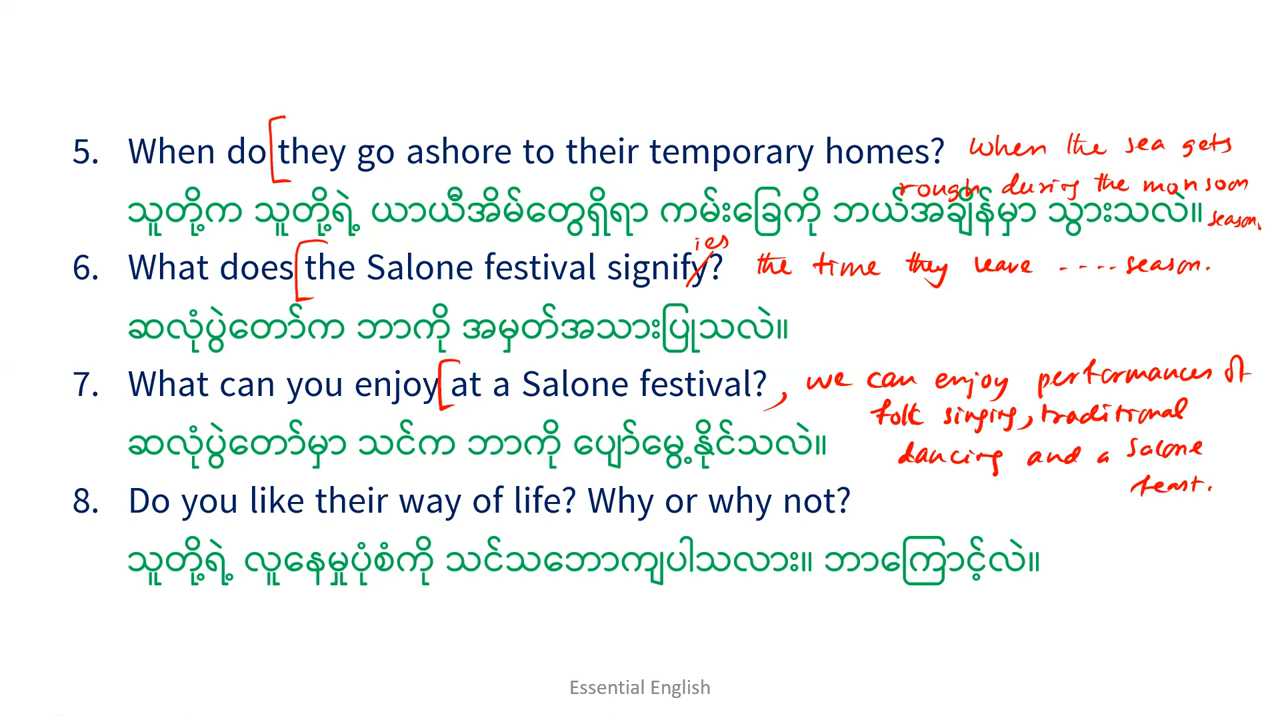 5. When do they go ashore to their temporary homes? When the sea gets
rough during the monsoon
သူတို့က သူတို့ရဲ့ ယာယီအိမ်တွေရှိရာ ကမ်းခြေကို ဘယ်အချိန်မှာ သွားသလဲ။ season.
ies
6. What does the Salone festival signify? the time they leave ---- season.
ဆလုံပွဲတော်က ဘာကို အမှတ်အသားပြုသလဲ။
7. What can you enjoy at a Salone festival? , we can enjoy performances of
folk singing, traditional
ဆလုံပွဲတော်မှာ သင်က ဘာကို ပျော်မွေ့နိုင်သလဲ။ dancing and a Salone
feast.
8. Do you like their way of life? Why or why not?
သူတို့ရဲ့ လူနေမှုပုံစံကို သင်သဘောကျပါသလား။ ဘာကြောင့်လဲ။
Essential English